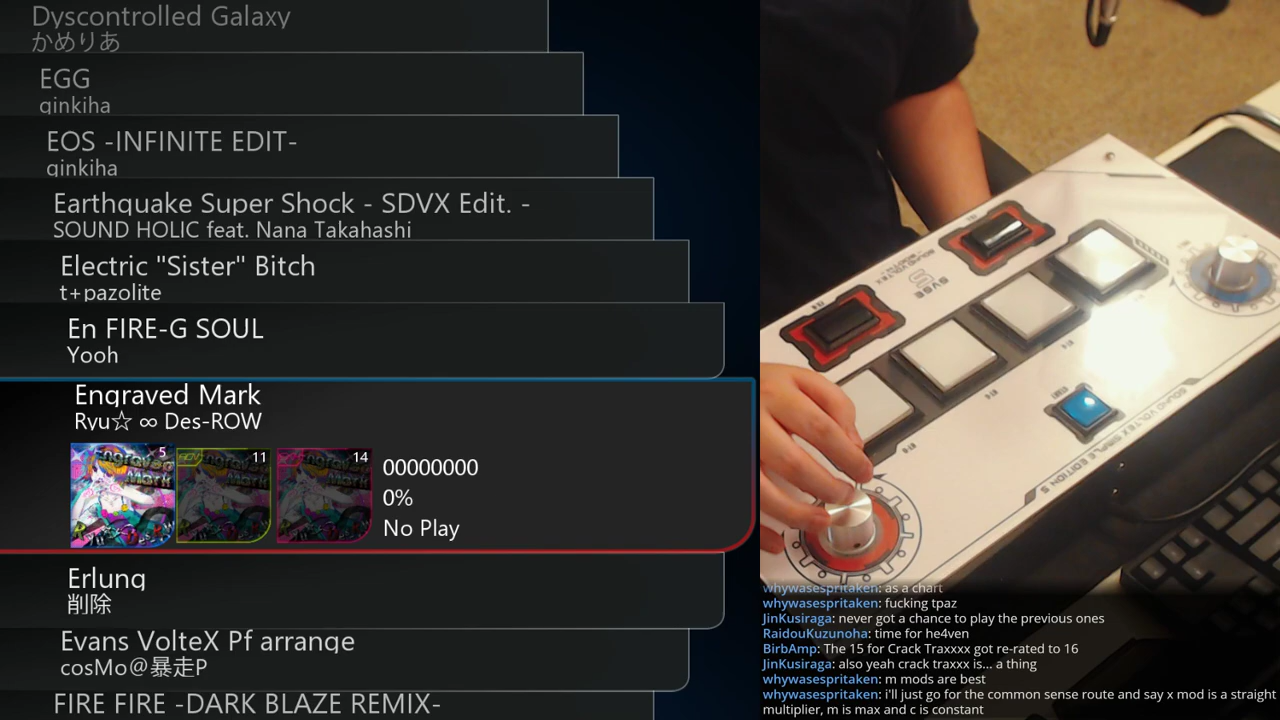 Dyscontrolled Galaxy
かめりあ
EGG
ginkiha
EOS -INFINITE EDIT-
ginkiha
Earthquake Super Shock - SDVX Edit. -
SOUND HOLIC feat. Nana Takahashi
Electric "Sister" Bitch
t+pazolite
En FIRE-G SOUL
Yooh
Engraved Mark
Ryu☆ ∞ Des-ROW
5
11
14
00000000
0%
No Play
Erlung
削除
Evans VolteX Pf arrange
cosMo＠暴走P
FIRE FIRE -DARK BLAZE REMIX-
SOUND VOLTEX SIMPLE EDITION S
SVSE
whywasespritaken: as a chart
whywasespritaken: fucking tpaz
JinKusiraga: never got a chance to play the previous ones
RaidouKuzunoha: time for he4ven
BirbAmp: The 15 for Crack Traxxxx got re-rated to 16
JinKusiraga: also yeah crack traxxx is... a thing
whywasespritaken: m mods are best
whywasespritaken: i'll just go for the common sense route and say x mod is a straight
multiplier, m is max and c is constant